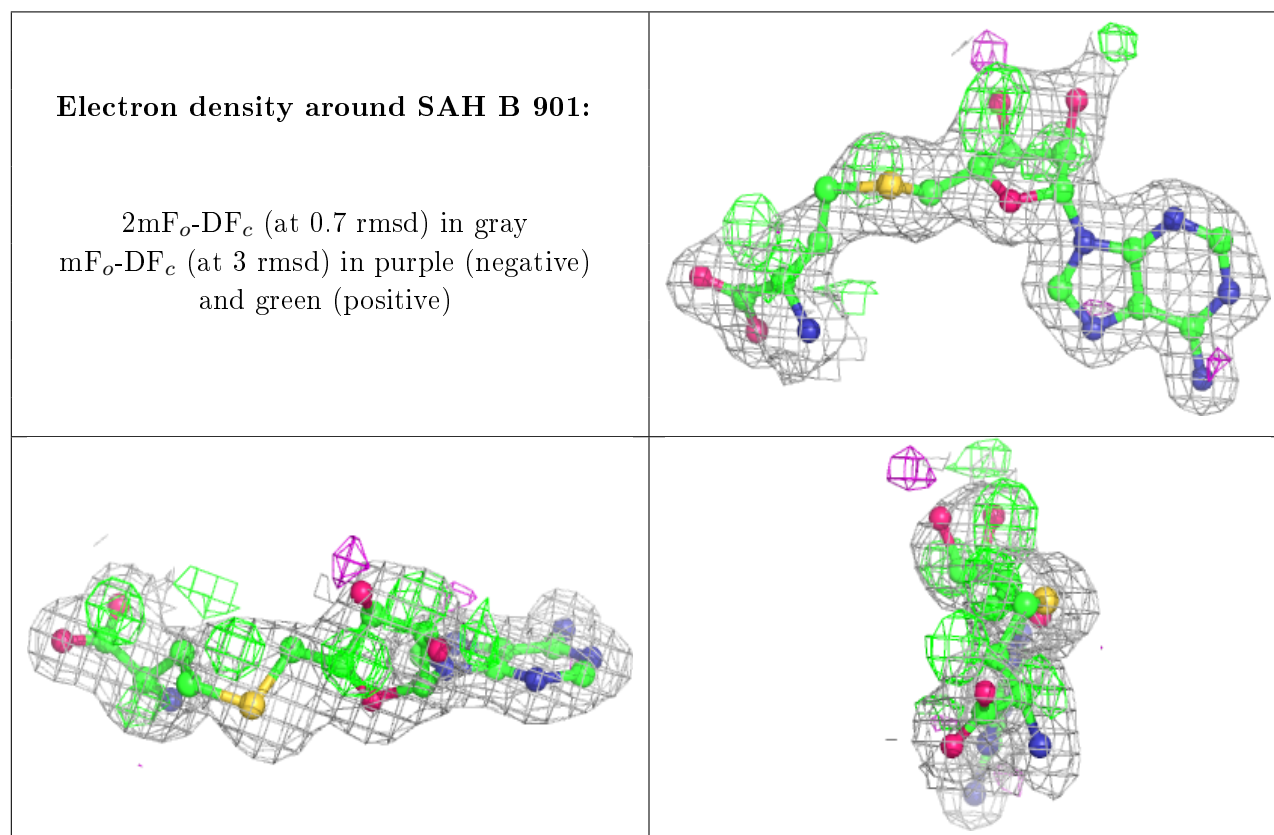 Electron density around SAH B 901:
2mFo-DFc (at 0.7 rmsd) in gray
mFo-DFc (at 3 rmsd) in purple (negative)
and green (positive)